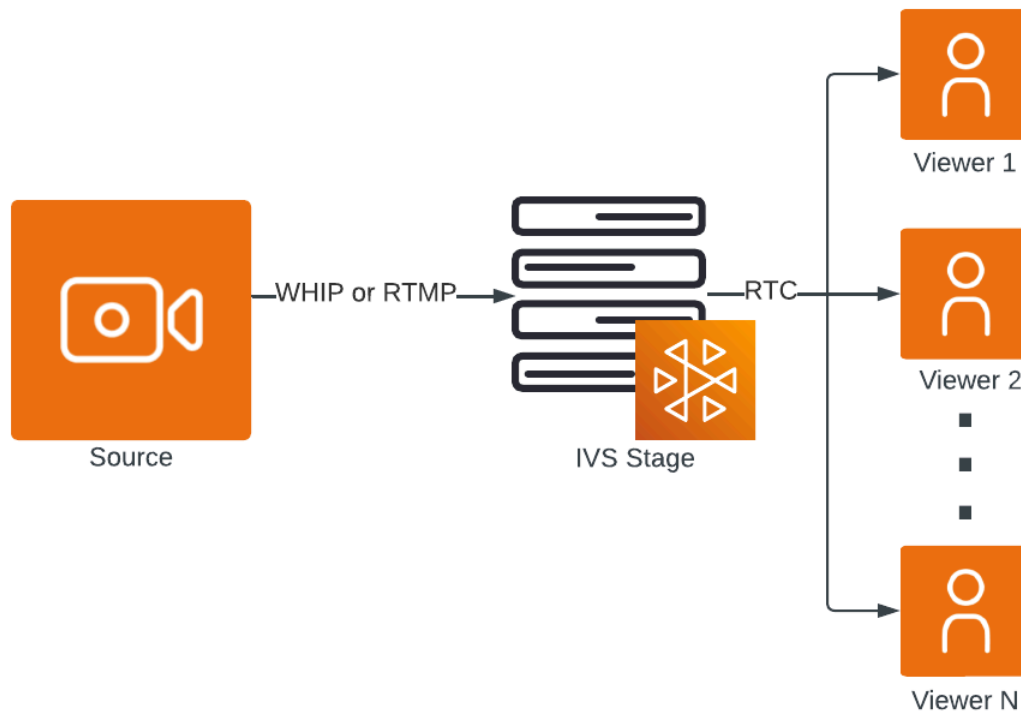 Viewer 1
WHIP or RTMP
RTC
Viewer 2
Source
IVS Stage
Viewer N